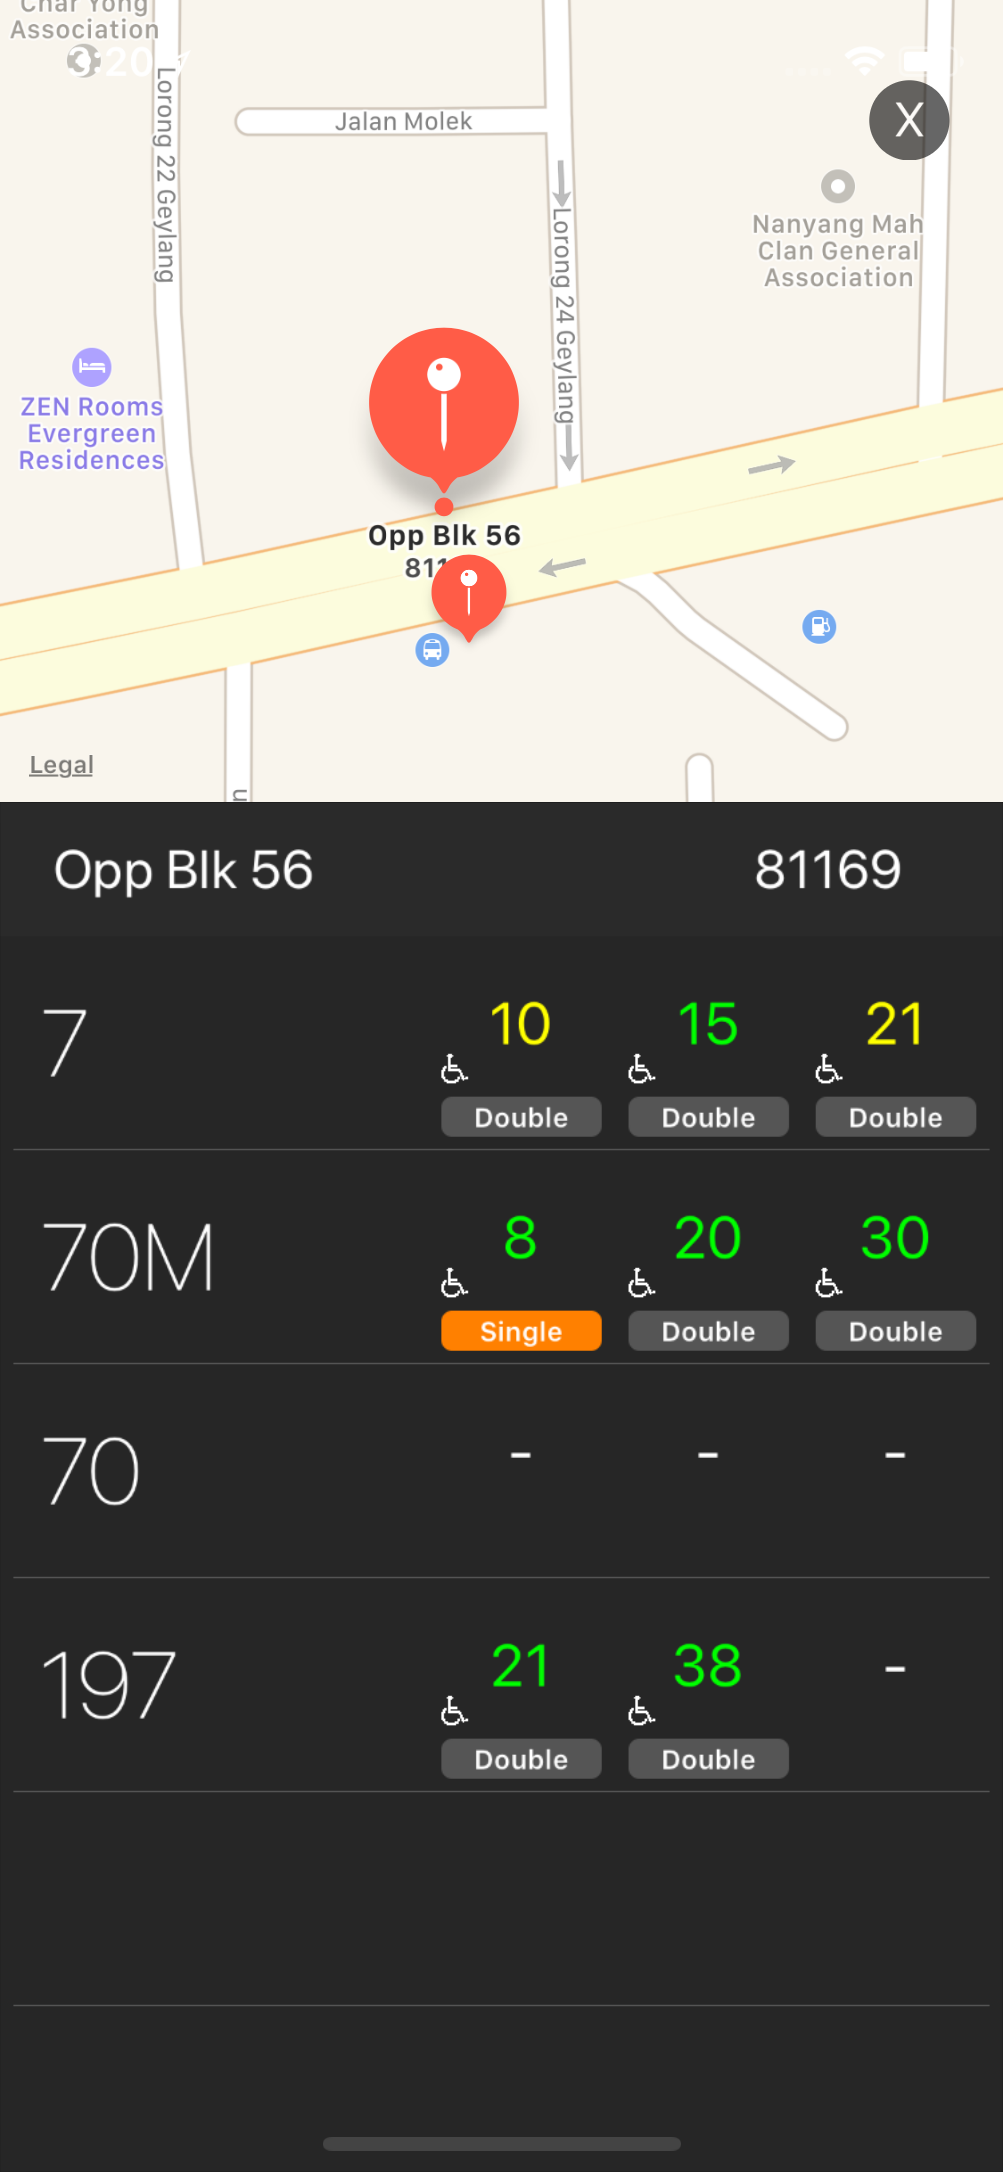 Char Yong
Association
3:20
Lorong 22 Geylang
Jalan Molek
X
Lorong 24 Geylang
Nanyang Mah
Clan General
Association
ZEN Rooms
Evergreen
Residences
Opp Blk 56
811
Legal
n
Opp Blk 56 81169
7 10 15 21
Double Double Double
70M 8 20 30
Single Double Double
70 - - -
197 21 38 -
Double Double